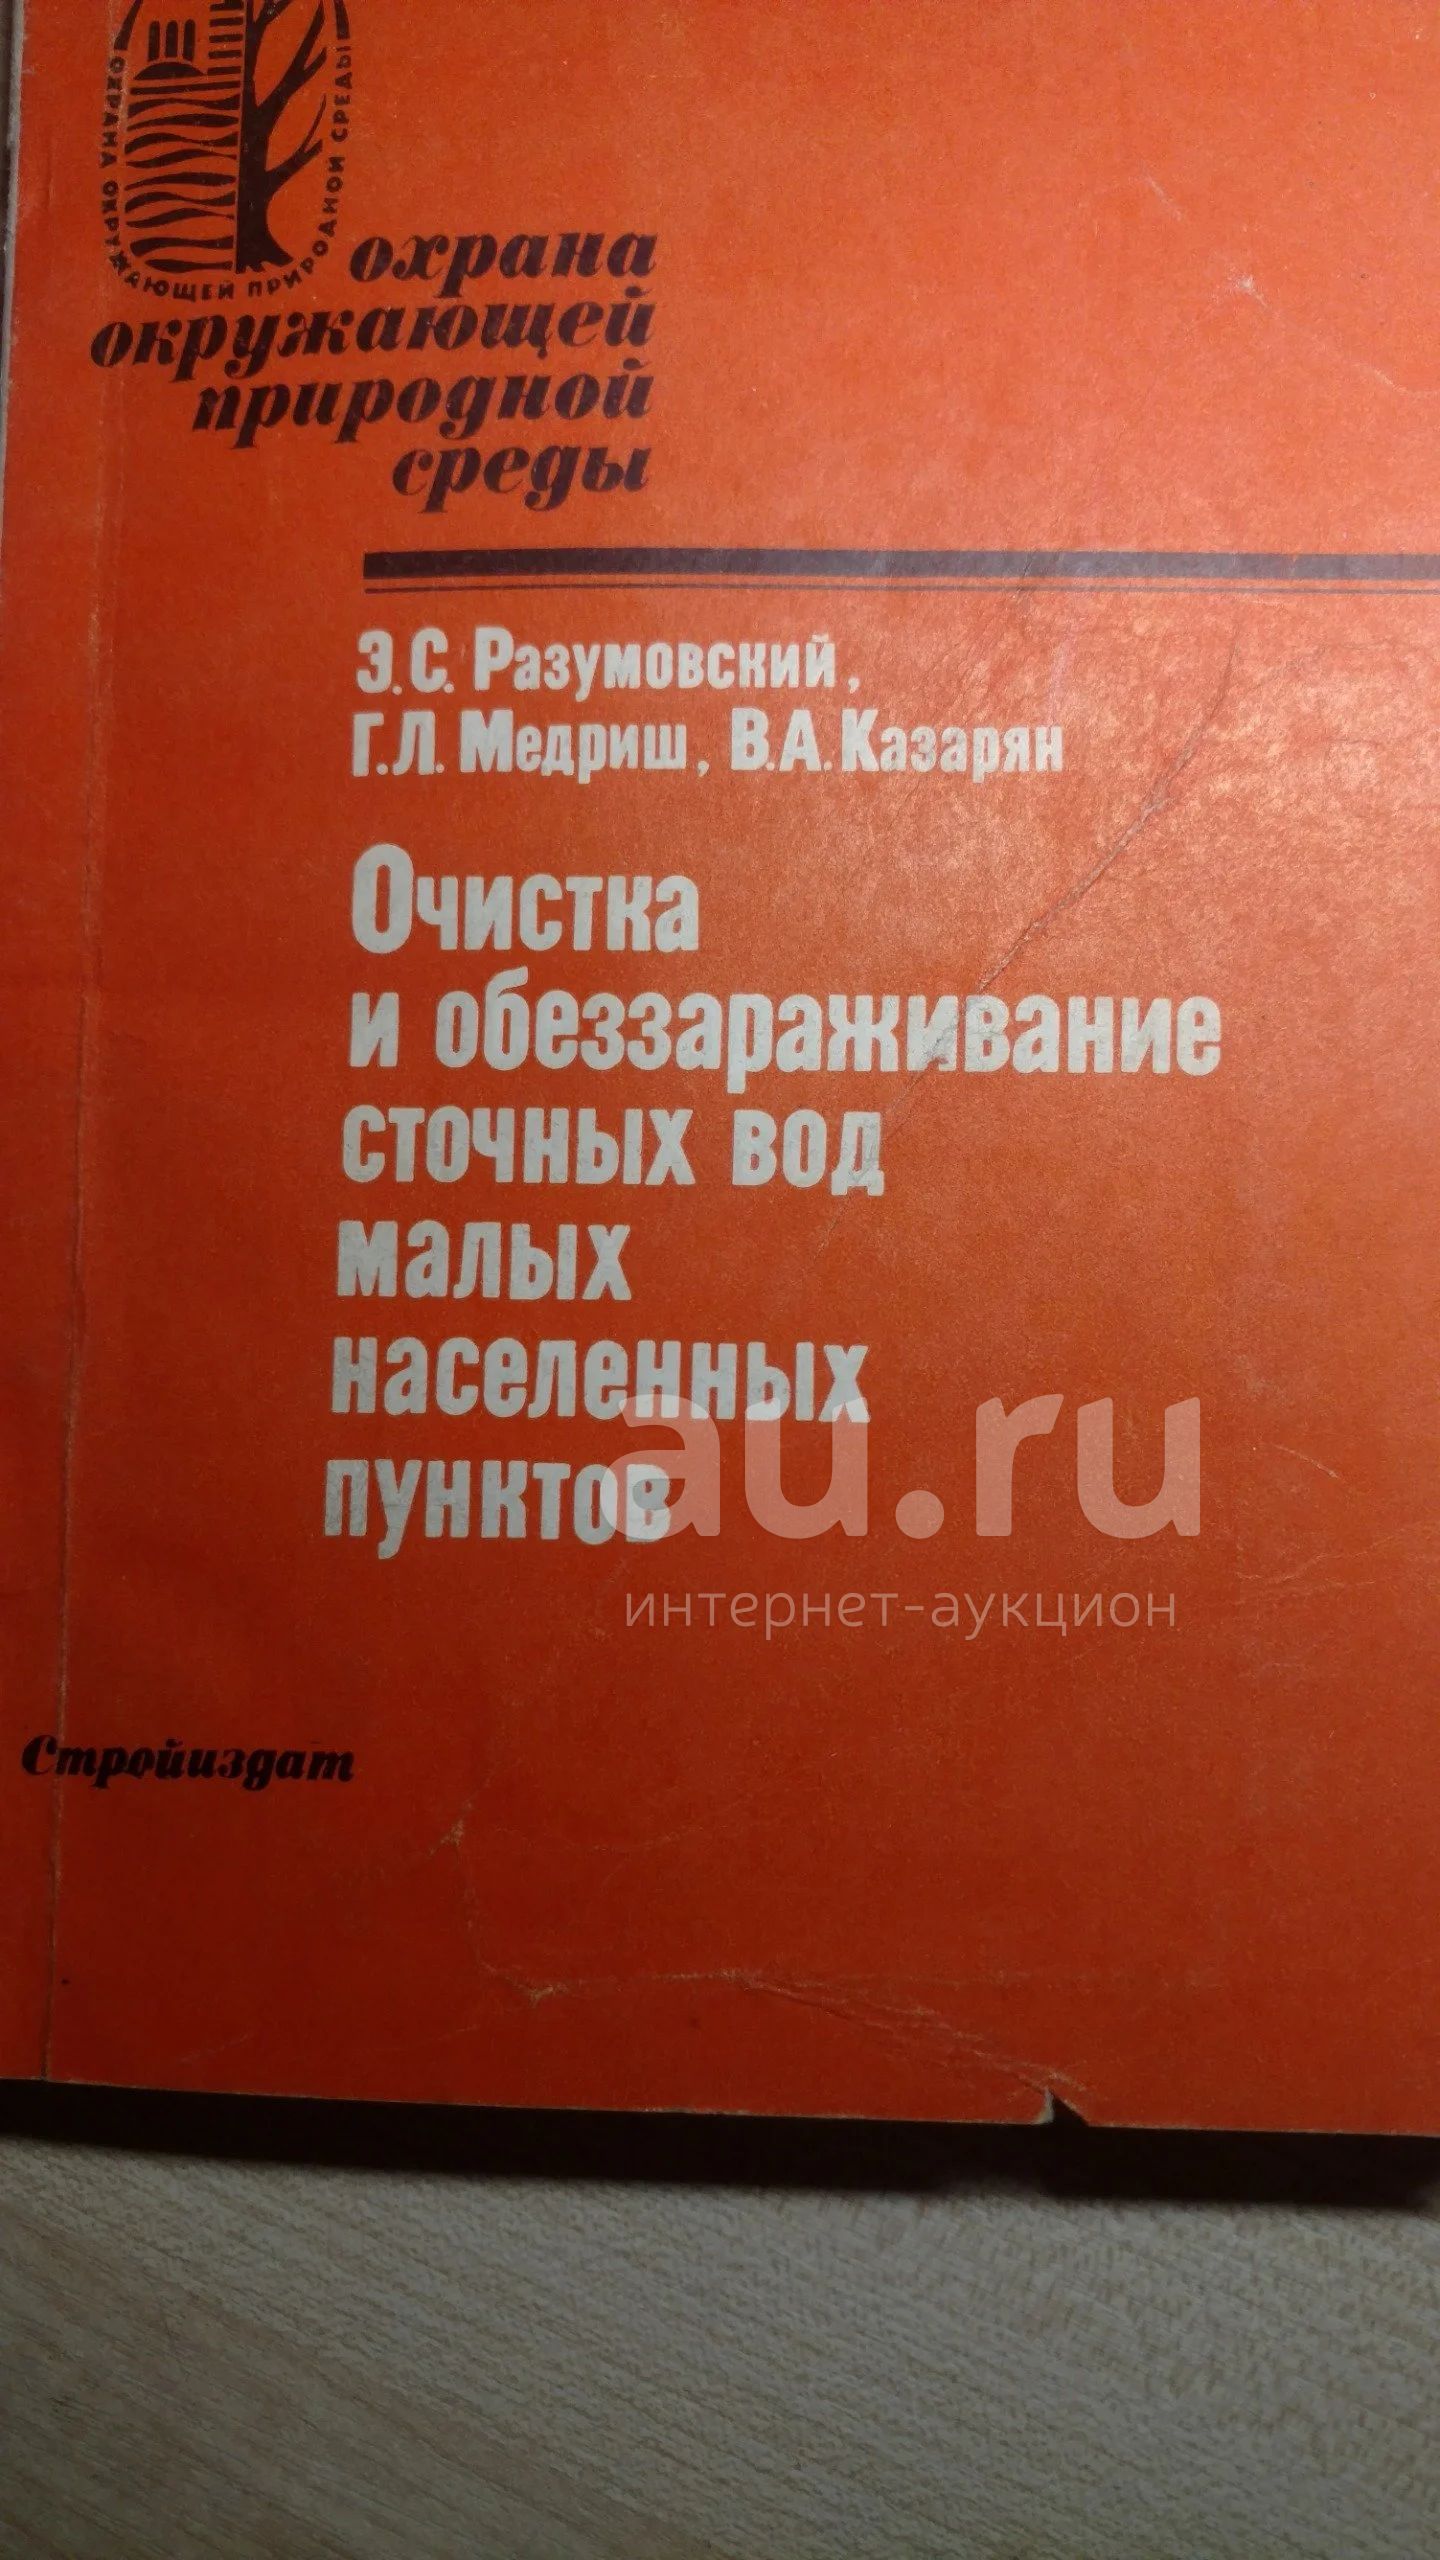 ОХРАНА ОКРУЖАЮЩЕЙ ПРИРОДНОЙ СРЕДЫ
охрана
окружающей
природной
среды
Э.С. Разумовский,
Г.Л. Медриш, В.А. Казарян
Очистка
и обеззараживание
сточных вод
малых
населенных
пунктов
au.ru
интернет-аукцион
Стройиздат